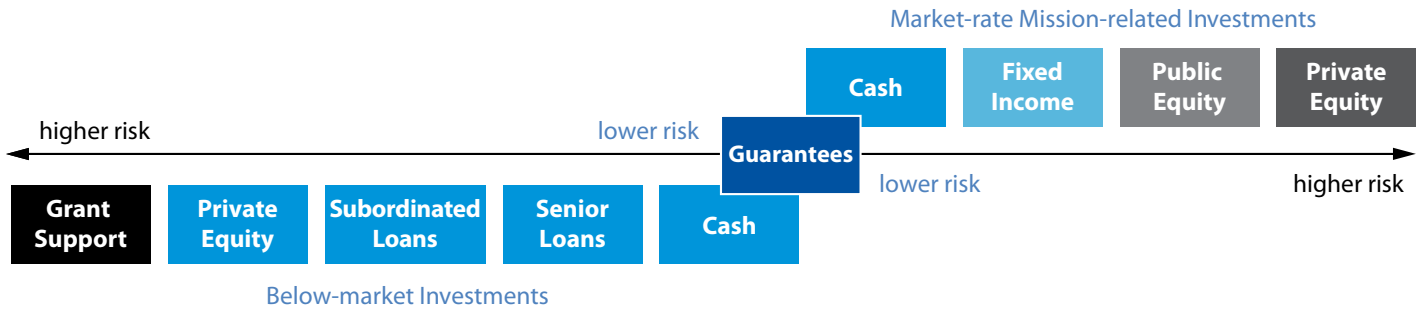 Market-rate Mission-related Investments
Cash
Fixed
Income
Public
Equity
Private
Equity
higher risk
lower risk
Guarantees
lower risk
higher risk
Grant
Support
Private
Equity
Subordinated
Loans
Senior
Loans
Cash
Below-market Investments